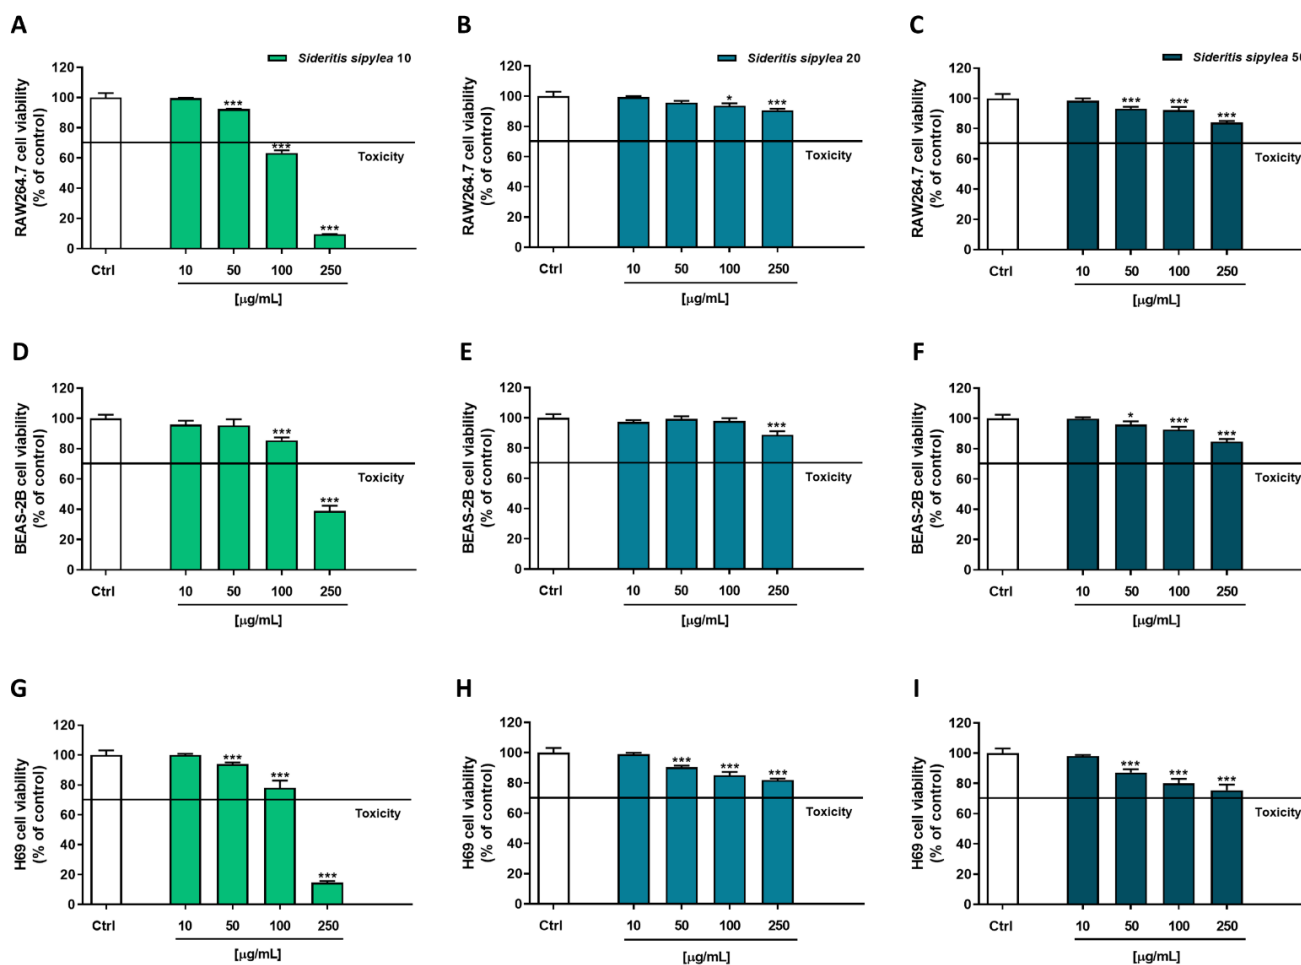 A
Sideritis sipylea 10
RAW264.7 cell viability
(% of control)
120
100
80
60
40
20
0
***
***
***
Toxicity
Ctrl 10 50 100 250
[µg/mL]
B
Sideritis sipylea 20
RAW264.7 cell viability
(% of control)
120
100
80
60
40
20
0
*
***
Toxicity
Ctrl 10 50 100 250
[µg/mL]
C
Sideritis sipylea 50
RAW264.7 cell viability
(% of control)
120
100
80
60
40
20
0
***
***
***
Toxicity
Ctrl 10 50 100 250
[µg/mL]
D
BEAS-2B cell viability
(% of control)
120
100
80
60
40
20
0
***
***
Toxicity
Ctrl 10 50 100 250
[µg/mL]
E
BEAS-2B cell viability
(% of control)
120
100
80
60
40
20
0
***
Toxicity
Ctrl 10 50 100 250
[µg/mL]
F
BEAS-2B cell viability
(% of control)
120
100
80
60
40
20
0
*
***
***
Toxicity
Ctrl 10 50 100 250
[µg/mL]
G
H69 cell viability
(% of control)
120
100
80
60
40
20
0
***
***
***
Toxicity
Ctrl 10 50 100 250
[µg/mL]
H
H69 cell viability
(% of control)
120
100
80
60
40
20
0
***
***
***
Toxicity
Ctrl 10 50 100 250
[µg/mL]
I
H69 cell viability
(% of control)
120
100
80
60
40
20
0
***
***
***
Toxicity
Ctrl 10 50 100 250
[µg/mL]